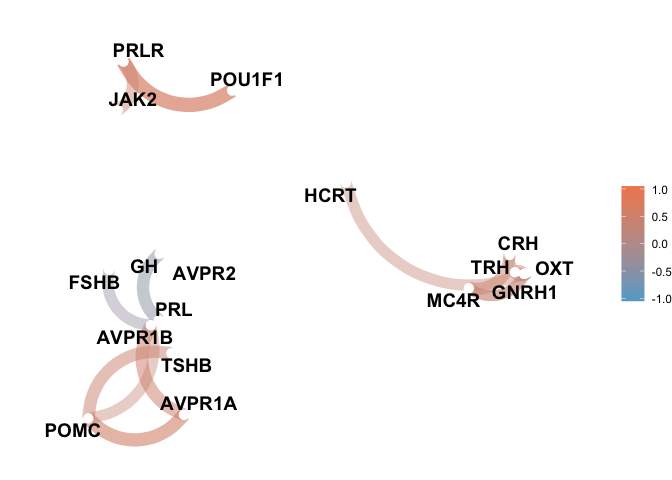 PRLR
POU1F1
JAK2
HCRT
CRH
TRH
OXT
MC4R
GNRH1
GH
AVPR2
FSHB
PRL
AVPR1B
TSHB
AVPR1A
POMC
1.0
0.5
0.0
-0.5
-1.0